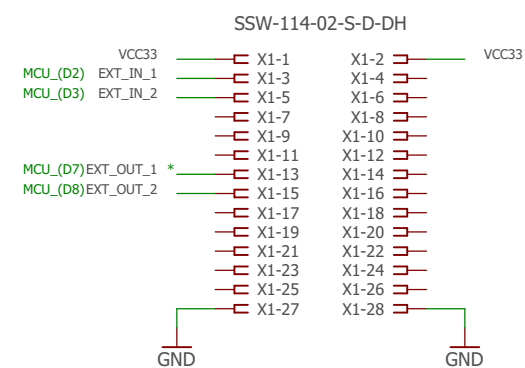 SSW-114-02-S-D-DH
VCC33 X1-1 X1-2 VCC33
MCU_(D2) EXT_IN_1 X1-3 X1-4
MCU_(D3) EXT_IN_2 X1-5 X1-6
X1-7 X1-8
X1-9 X1-10
X1-11 X1-12
MCU_(D7) EXT_OUT_1 * X1-13 X1-14
MCU_(D8) EXT_OUT_2 X1-15 X1-16
X1-17 X1-18
X1-19 X1-20
X1-21 X1-22
X1-23 X1-24
X1-25 X1-26
X1-27 X1-28
GND GND